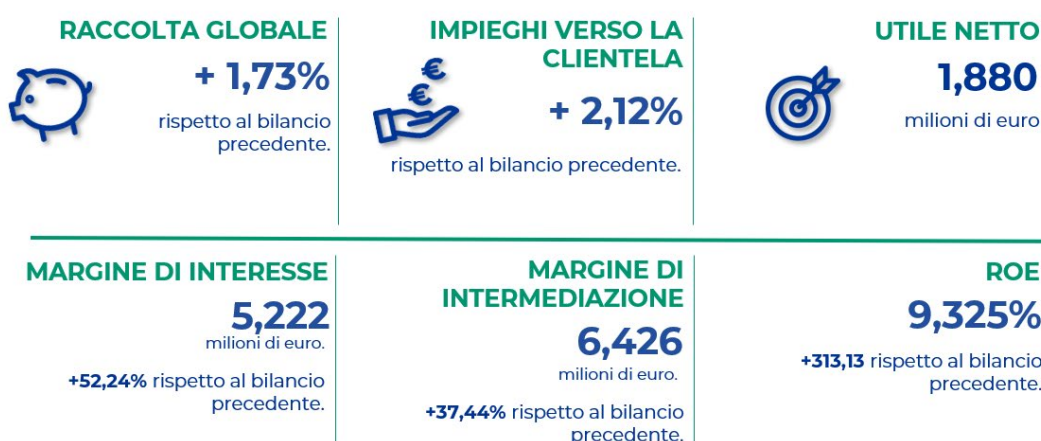 RACCOLTA GLOBALE
+ 1,73%
rispetto al bilancio
precedente.
IMPIEGHI VERSO LA
CLIENTELA
€
€
+ 2,12%
rispetto al bilancio precedente.
UTILE NETTO
1,880
milioni di euro
MARGINE DI INTERESSE
5,222
milioni di euro.
+52,24% rispetto al bilancio
precedente.
MARGINE DI
INTERMEDIAZIONE
6,426
milioni di euro.
+37,44% rispetto al bilancio
precedente.
ROE
9,325%
+313,13 rispetto al bilancio
precedente.